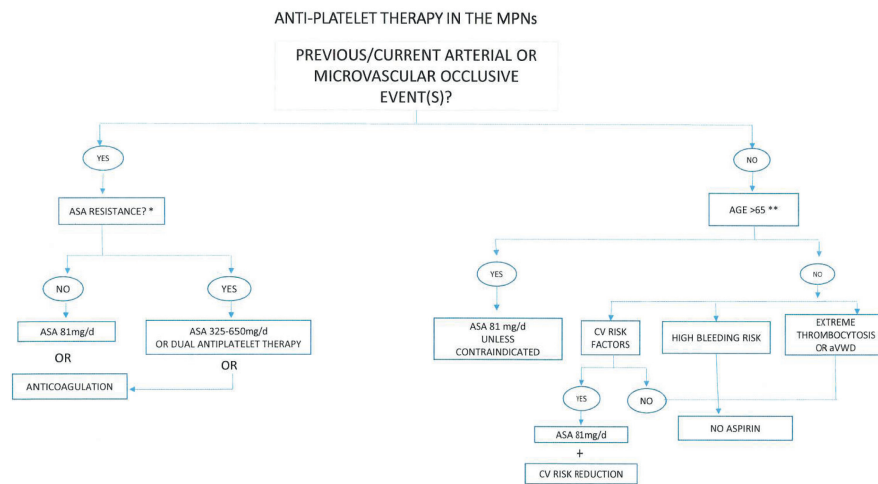 ANTI-PLATELET THERAPY IN THE MPNs
PREVIOUS/CURRENT ARTERIAL OR
MICROVASCULAR OCCLUSIVE
EVENT(S)?
YES
NO
ASA RESISTANCE? *
AGE >65 **
NO
YES
YES
NO
ASA 81mg/d
OR
ANTICOAGULATION
ASA 325-650mg/d
OR DUAL ANTIPLATELET THERAPY
OR
ASA 81 mg/d
UNLESS
CONTRAINDICATED
CV RISK
FACTORS
HIGH BLEEDING RISK
EXTREME
THROMBOCYTOSIS
OR aVWD
YES
NO
NO ASPIRIN
ASA 81mg/d
+
CV RISK REDUCTION